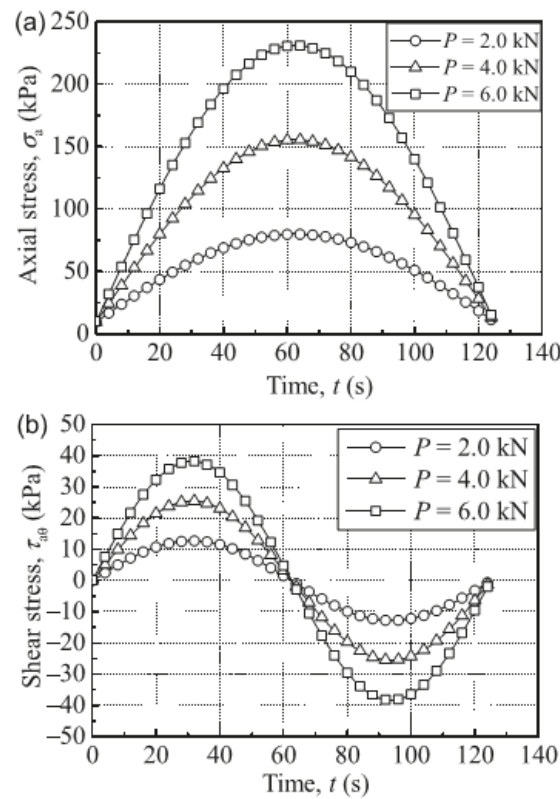 (a)
250
200
150
100
50
0
Axial stress, σa (kPa)
P = 2.0 kN
P = 4.0 kN
P = 6.0 kN
0 20 40 60 80 100 120 140
Time, t (s)
(b)
50
40
30
20
10
0
–10
–20
–30
–40
–50
Shear stress, τaθ (kPa)
P = 2.0 kN
P = 4.0 kN
P = 6.0 kN
0 20 40 60 80 100 120 140
Time, t (s)